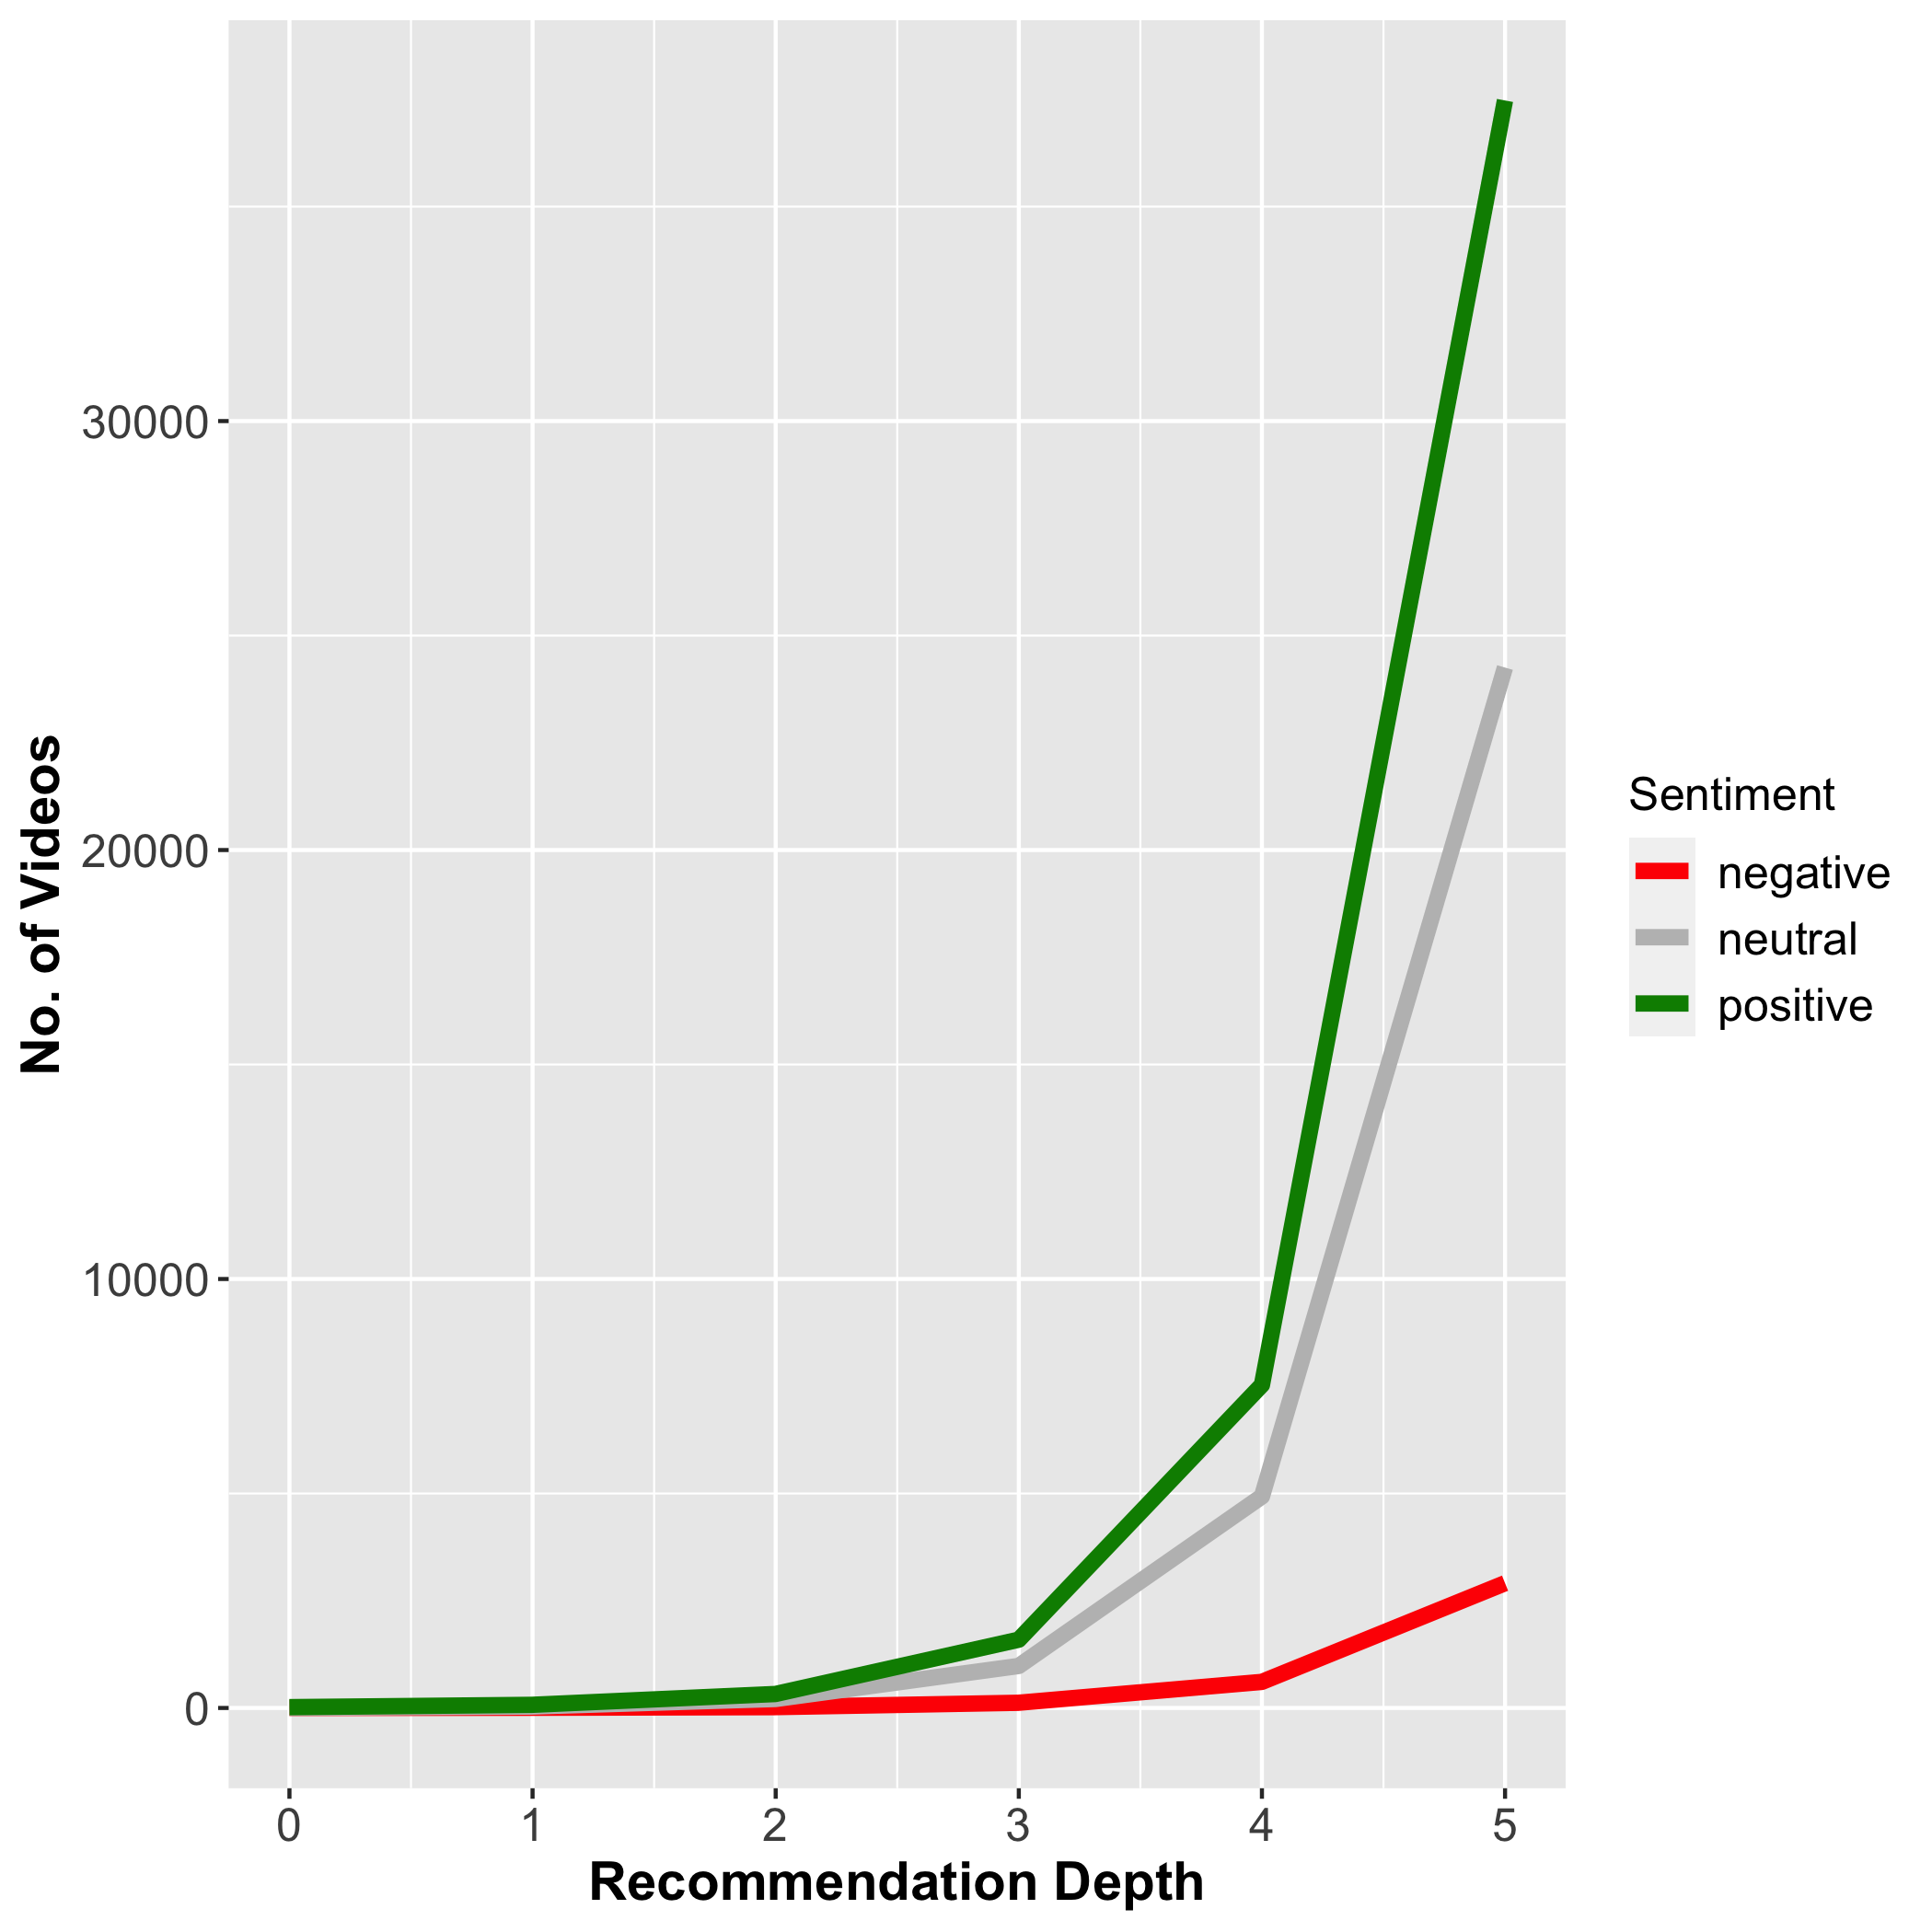 No. of Videos
30000
20000
10000
0
0 1 2 3 4 5
Recommendation Depth
Sentiment
negative
neutral
positive